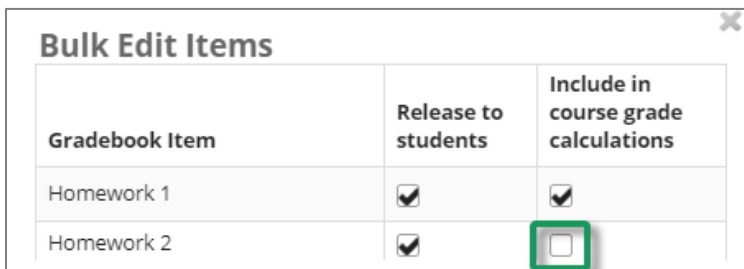 Bulk Edit Items
Gradebook Item
Release to
students
Include in
course grade
calculations
Homework 1
Homework 2